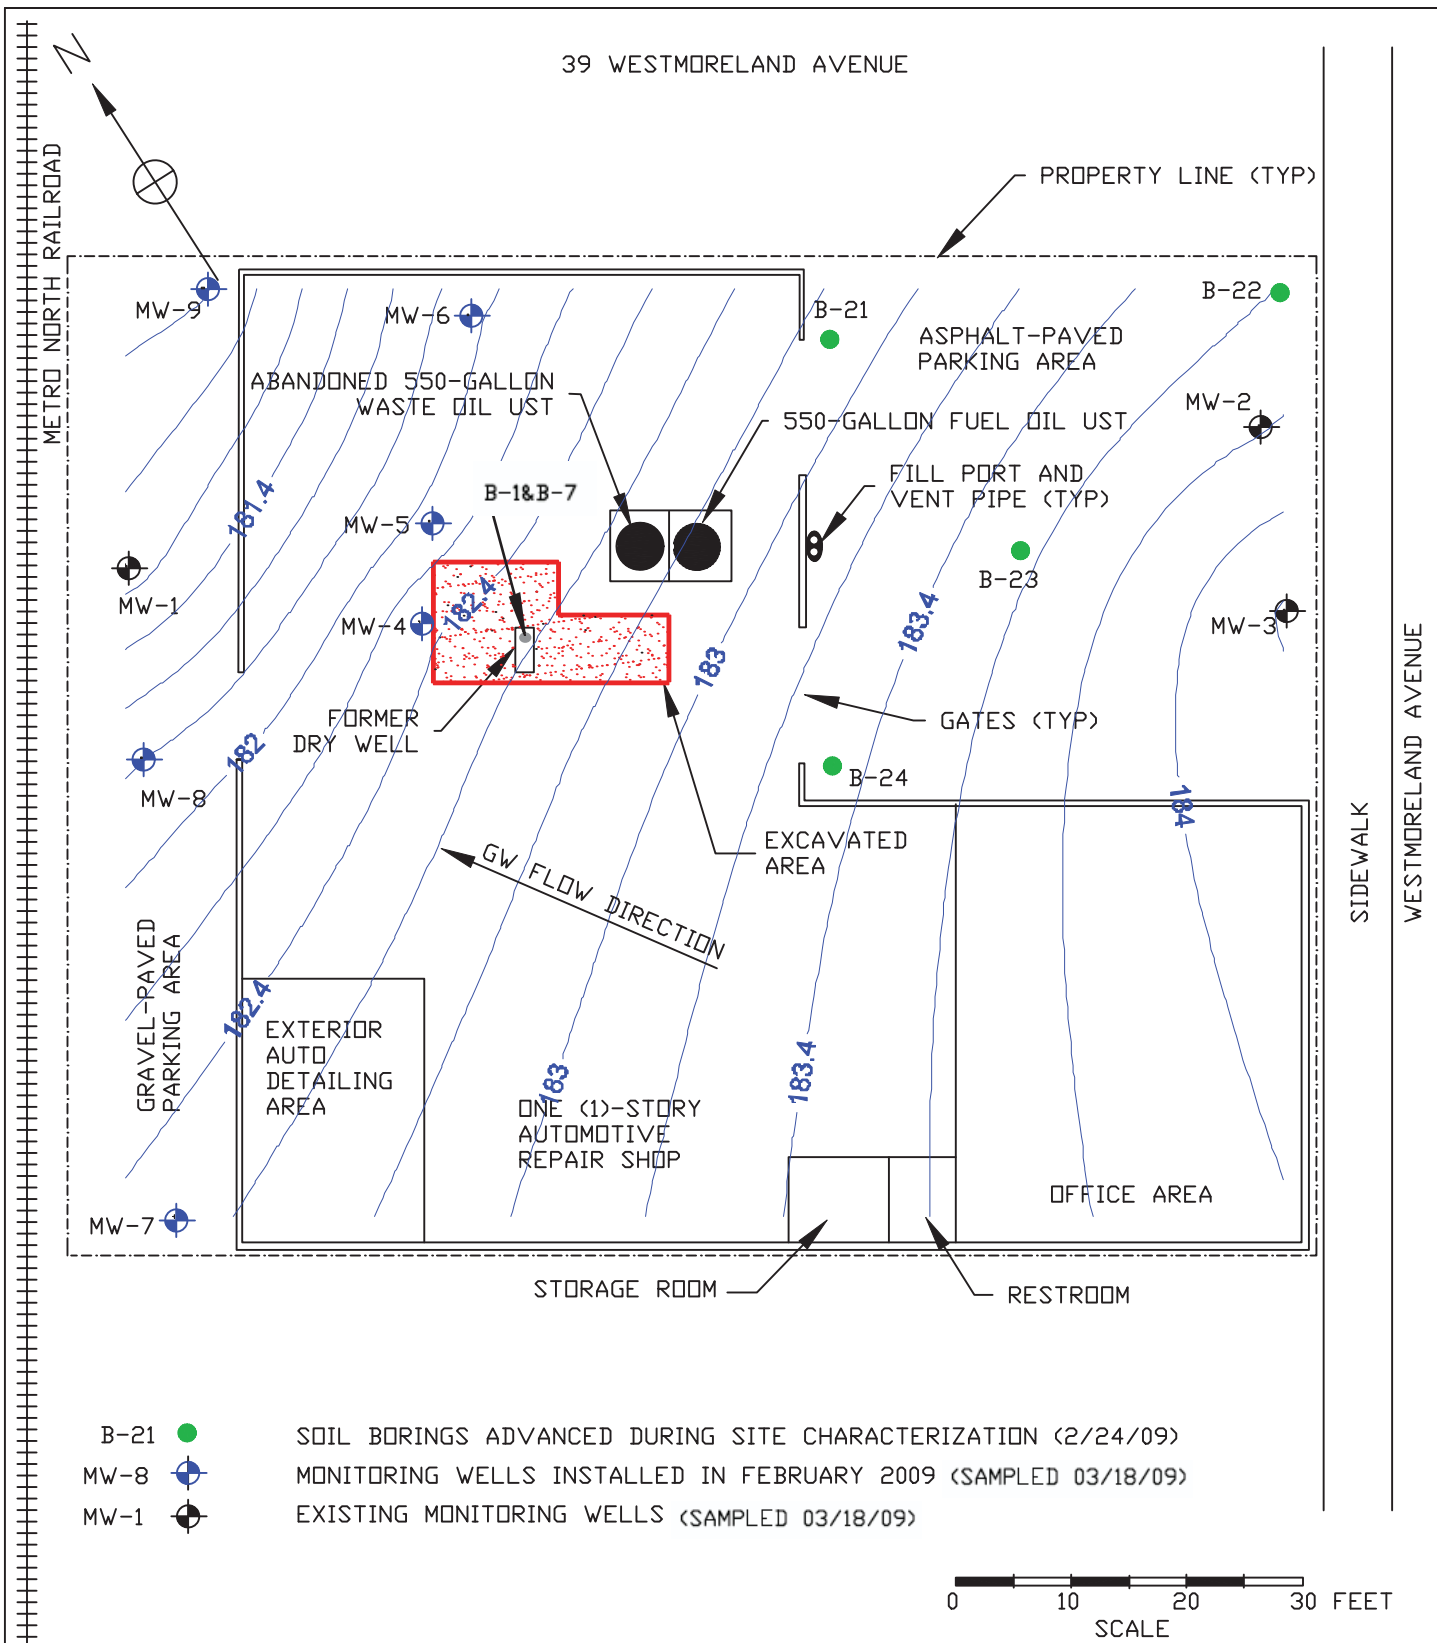 N
39 WESTMORELAND AVENUE
METRO NORTH RAILROAD
PROPERTY LINE (TYP)
MW-9
MW-6
B-21
B-22
ASPHALT-PAVED
PARKING AREA
ABANDONED 550-GALLON
WASTE OIL UST
550-GALLON FUEL OIL UST
MW-2
FILL PORT AND
VENT PIPE (TYP)
B-1&B-7
181.4
MW-5
B-23
MW-1
MW-4
182.4
183.4
MW-3
183
FORMER
DRY WELL
GATES (TYP)
182
MW-8
B-24
184
EXCAVATED
AREA
GW FLOW DIRECTION
SIDEWALK
WESTMORELAND AVENUE
GRAVEL-PAVED
PARKING AREA
182.4
EXTERIOR
AUTO
DETAILING
AREA
183
183.4
ONE (1)-STORY
AUTOMOTIVE
REPAIR SHOP
OFFICE AREA
MW-7
STORAGE ROOM
RESTROOM
B-21 SOIL BORINGS ADVANCED DURING SITE CHARACTERIZATION (2/24/09)
MW-8 MONITORING WELLS INSTALLED IN FEBRUARY 2009 (SAMPLED 03/18/09)
MW-1 EXISTING MONITORING WELLS (SAMPLED 03/18/09)
0 10 20 30 FEET
SCALE